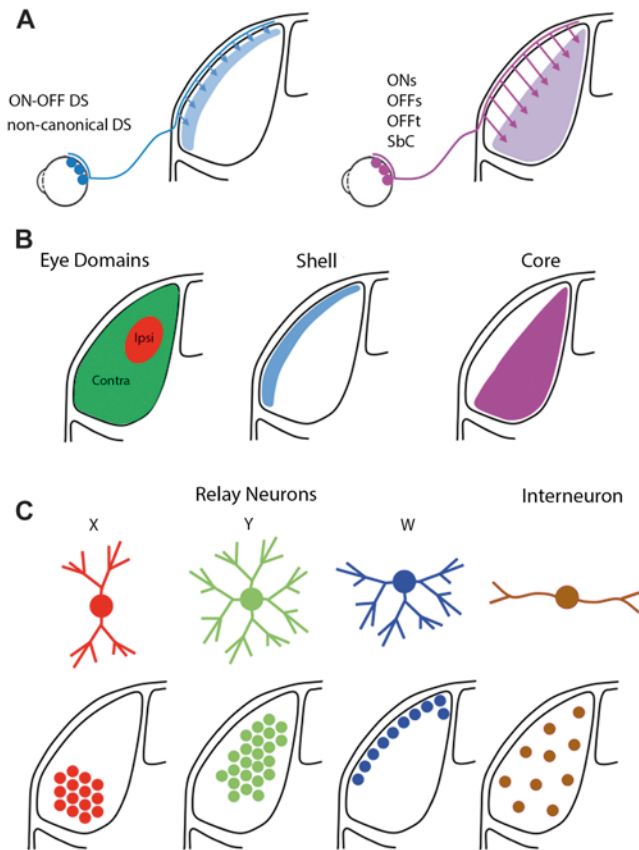 A
ON-OFF DS
non-canonical DS
ONs
OFFs
OFFt
SbC
B
Eye Domains
Shell
Core
Ipsi
Contra
Relay Neurons
Interneuron
C
X
Y
W